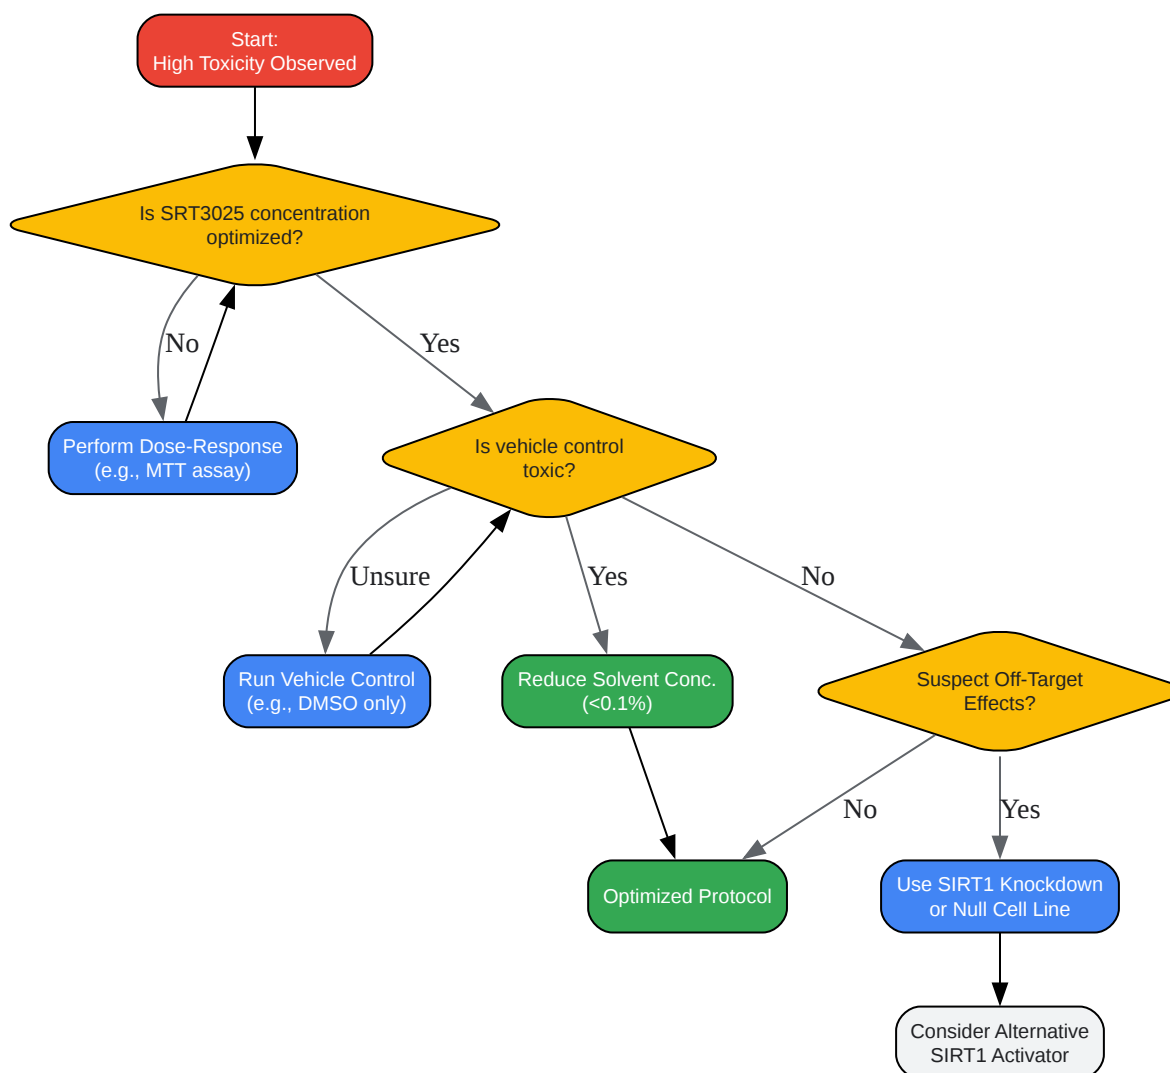 Start:
High Toxicity Observed
Is SRT3025 concentration
optimized?
No
Yes
Perform Dose-Response
(e.g., MTT assay)
Is vehicle control
toxic?
Unsure
Yes
No
Run Vehicle Control
(e.g., DMSO only)
Reduce Solvent Conc.
(<0.1%)
Suspect Off-Target
Effects?
No
Yes
Optimized Protocol
Use SIRT1 Knockdown
or Null Cell Line
Consider Alternative
SIRT1 Activator